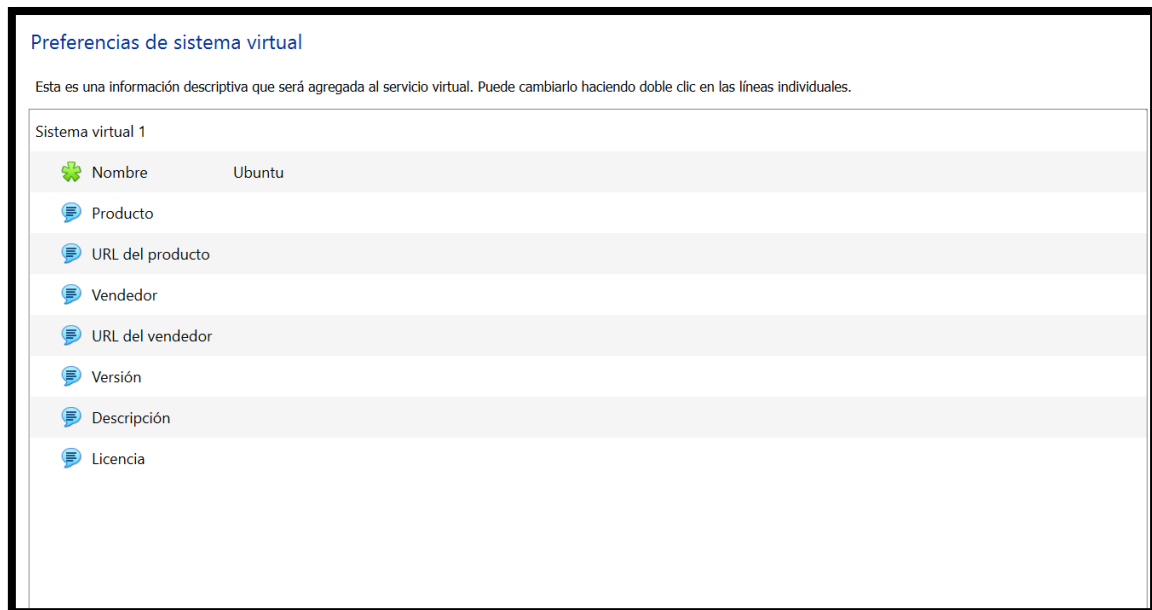 Preferencias de sistema virtual
Esta es una información descriptiva que será agregada al servicio virtual. Puede cambiarlo haciendo doble clic en las líneas individuales.
Sistema virtual 1
Nombre Ubuntu
Producto
URL del producto
Vendedor
URL del vendedor
Versión
Descripción
Licencia